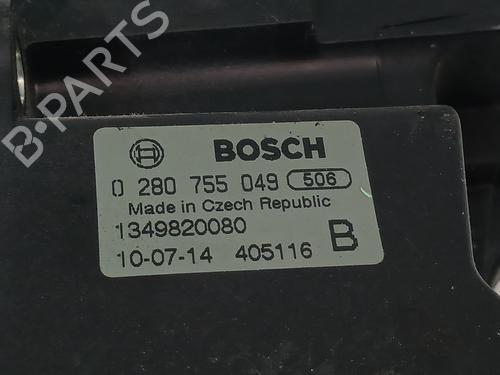 B-PARTS
BOSCH
0 280 755 049 506
Made in Czech Republic
1349820080
10-07-14 405116 B